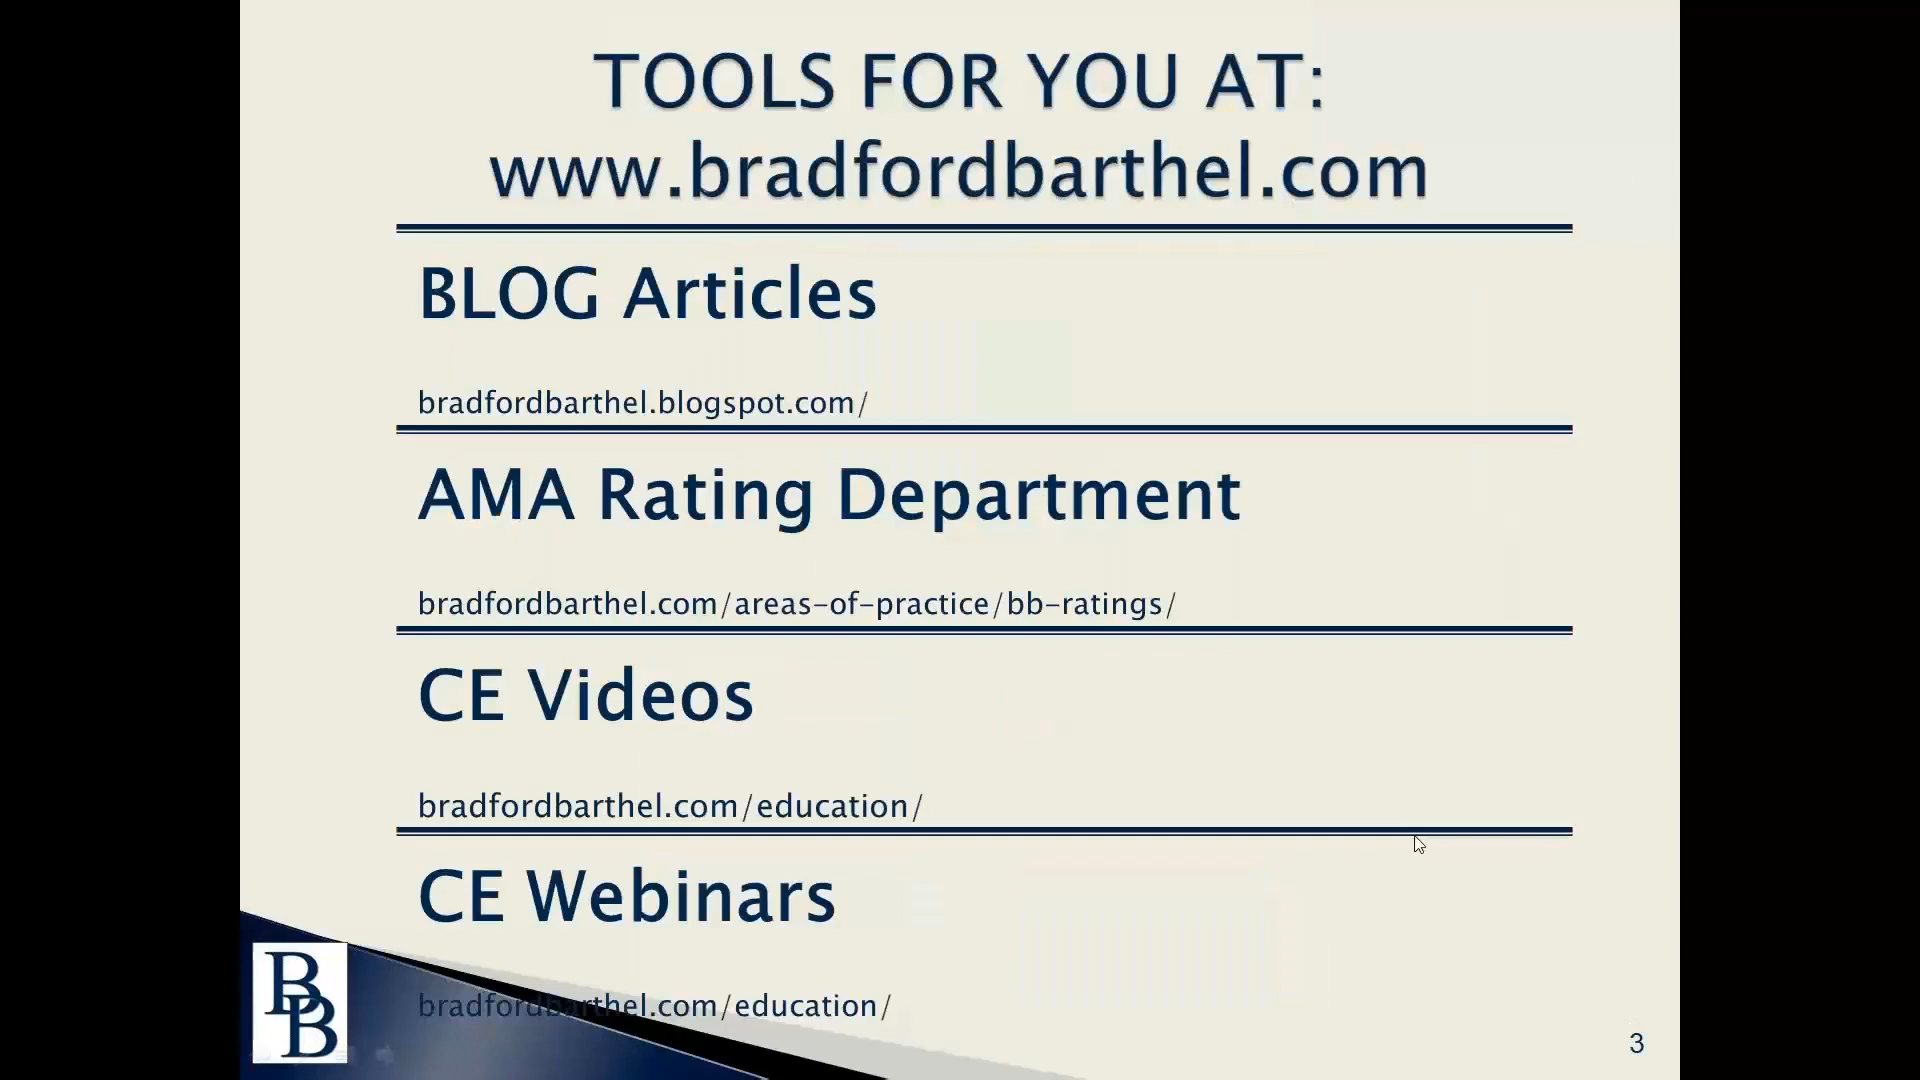 TOOLS FOR YOU AT:
www.bradfordbarthel.com
BLOG Articles
bradfordbarthel.blogspot.com/
AMA Rating Department
bradfordbarthel.com/areas-of-practice/bb-ratings/
CE Videos
bradfordbarthel.com/education/
CE Webinars
bradfordbarthel.com/education/
BB
3